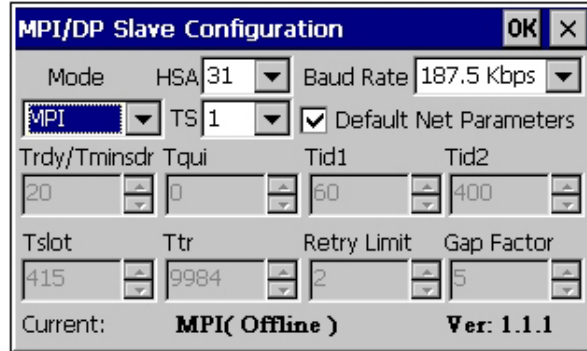 MPI/DP Slave Configuration OK ×
Mode HSA 31 Baud Rate 187.5 Kbps
MPI TS 1 Default Net Parameters
Trdy/Tminsdr Tqui Tid1 Tid2
20 0 60 400
Tslot Ttr Retry Limit Gap Factor
415 9984 2 5
Current: MPI( Offline ) Ver: 1.1.1